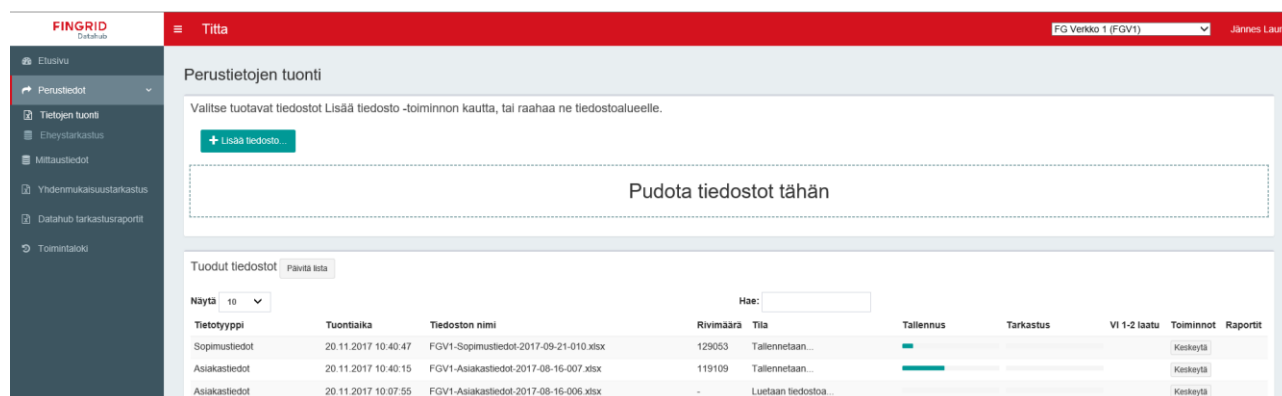 FINGRID
Datahub
Titta
FG Verkko 1 (FGV1)
Jännes Laur
Etusivu
Perustiedot
Tietojen tuonti
Eheystarkastus
Mittaustiedot
Yhdenmukaisuustarkastus
Datahub tarkastusraportit
Toimintaloki
Perustietojen tuonti
Valitse tuotavat tiedostot Lisää tiedosto -toiminnon kautta, tai raahaa ne tiedostoalueelle.
+ Lisää tiedosto...
Pudota tiedostot tähän
Tuodut tiedostot Päivitä lista
Näytä 10 Hae:
Tietotyyppi Tuontiaika Tiedoston nimi Rivimäärä Tila Tallennus Tarkastus VI 1-2 laatu Toiminnot Raportit
Sopimustiedot 20.11.2017 10:40:47 FGV1-Sopimustiedot-2017-09-21-010.xlsx 129053 Tallennetaan... Keskeytä
Asiakastiedot 20.11.2017 10:40:15 FGV1-Asiakastiedot-2017-08-16-007.xlsx 119109 Tallennetaan... Keskeytä
Asiakastiedot 20.11.2017 10:07:55 FGV1-Asiakastiedot-2017-08-16-006.xlsx - Luetaan tiedostoa... Keskeytä